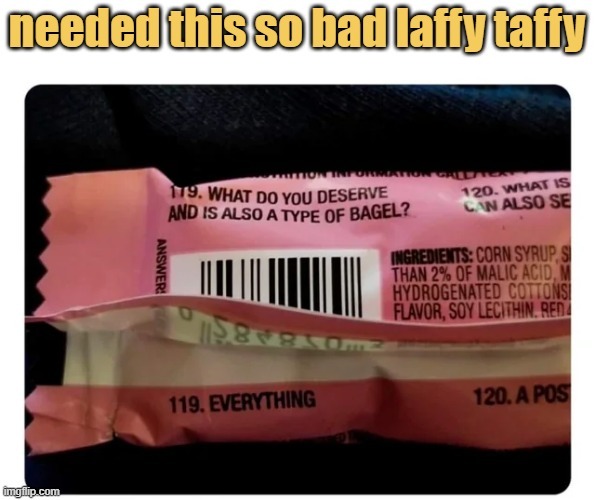 needed this so bad laffy taffy
119. WHAT DO YOU DESERVE
AND IS ALSO A TYPE OF BAGEL?
120. WHAT IS
CAN ALSO SE
ANSWERS
INGREDIENTS: CORN SYRUP, S
THAN 2% OF MALIC ACID, M
HYDROGENATED COTTONS
FLAVOR, SOY LECITHIN, RED
119. EVERYTHING
120. A POS
imgflip.com